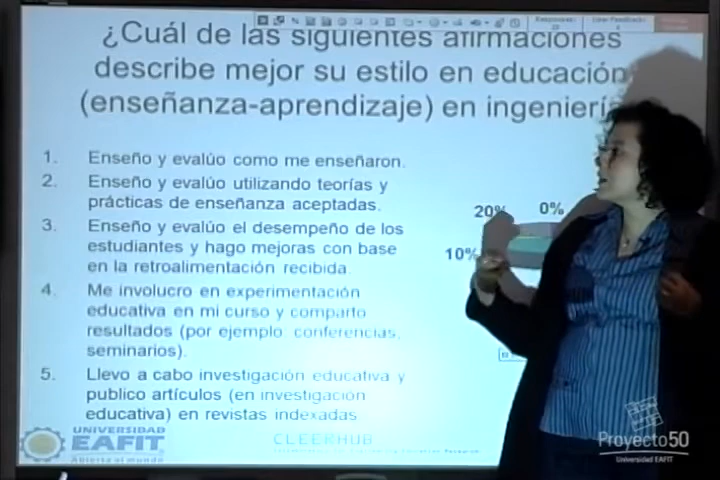 ¿Cuál de las siguientes afirmaciones
describe mejor su estilo en educación
(enseñanza-aprendizaje) en ingeniería
1. Enseño y evalúo como me enseñaron.
2. Enseño y evalúo utilizando teorías y
prácticas de enseñanza aceptadas.
3. Enseño y evalúo el desempeño de los
estudiantes y hago mejoras con base
en la retroalimentación recibida.
4. Me involucro en experimentación
educativa en mi curso y comparto
resultados (por ejemplo conferencias,
seminarios).
5. Llevo a cabo investigación educativa y
publico artículos (en investigación
educativa) en revistas indexadas
20% 0%
10%
UNIVERSIDAD
EAFIT
Abierta al mundo
CLEERHUB
Proyecto50
Universidad EAFIT